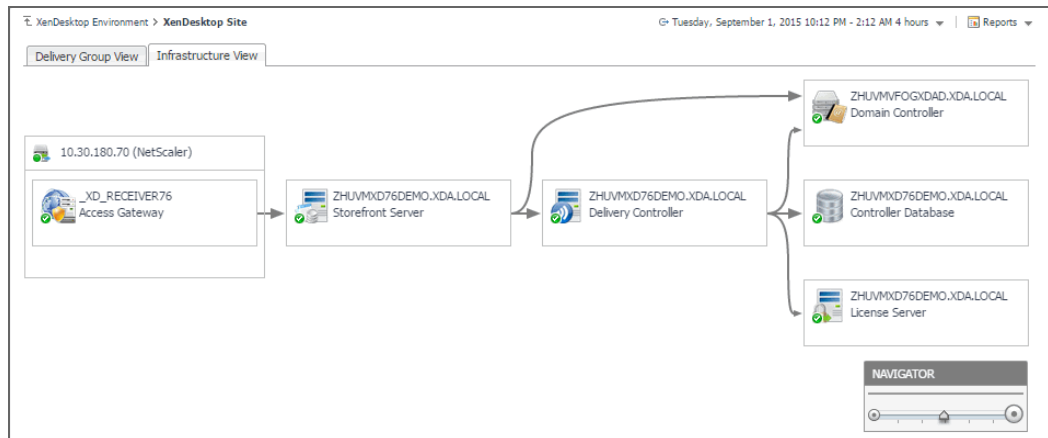 XenDesktop Environment > XenDesktop Site
Tuesday, September 1, 2015 10:12 PM - 2:12 AM 4 hours
Reports
Delivery Group View
Infrastructure View
ZHUVMVFOGXDAD.XDA.LOCAL
Domain Controller
10.30.180.70 (NetScaler)
_XD_RECEIVER76
Access Gateway
ZHUVMXD76DEMO.XDA.LOCAL
Storefront Server
ZHUVMXD76DEMO.XDA.LOCAL
Delivery Controller
ZHUVMXD76DEMO.XDA.LOCAL
Controller Database
ZHUVMXD76DEMO.XDA.LOCAL
License Server
NAVIGATOR